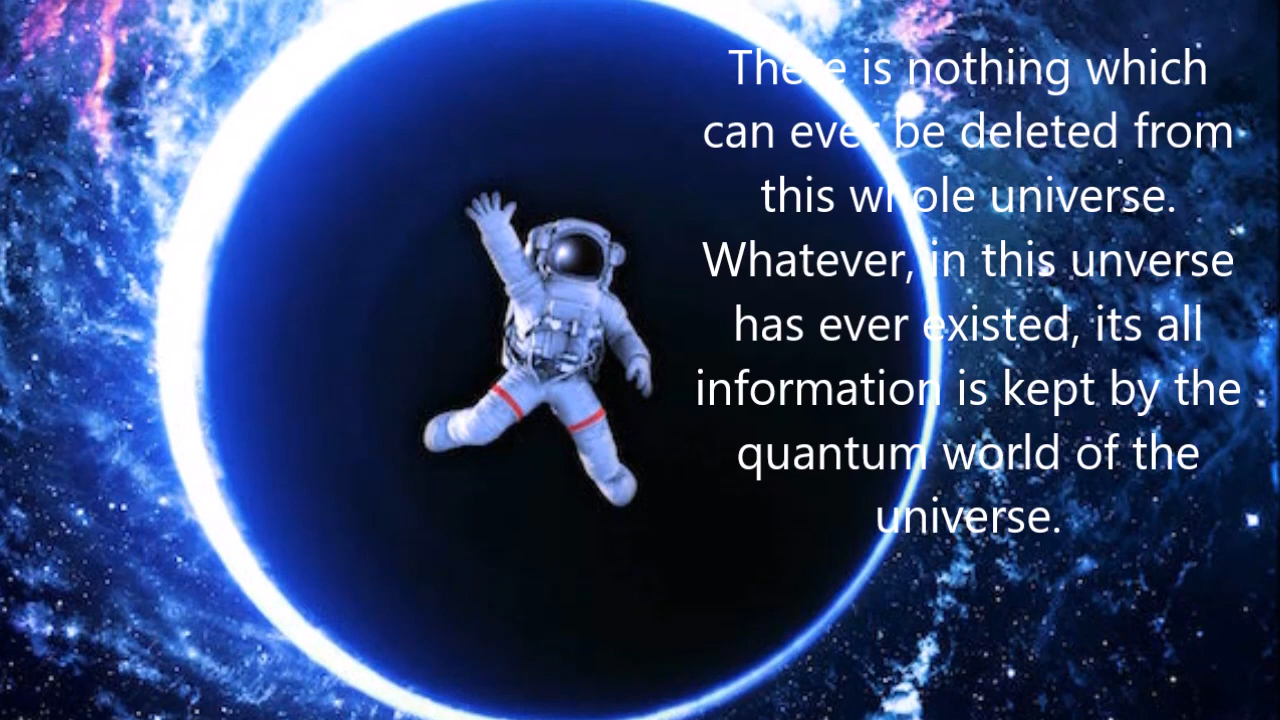 There is nothing which
can ever be deleted from
this whole universe.
Whatever, in this unverse
has ever existed, its all
information is kept by the
quantum world of the
universe.